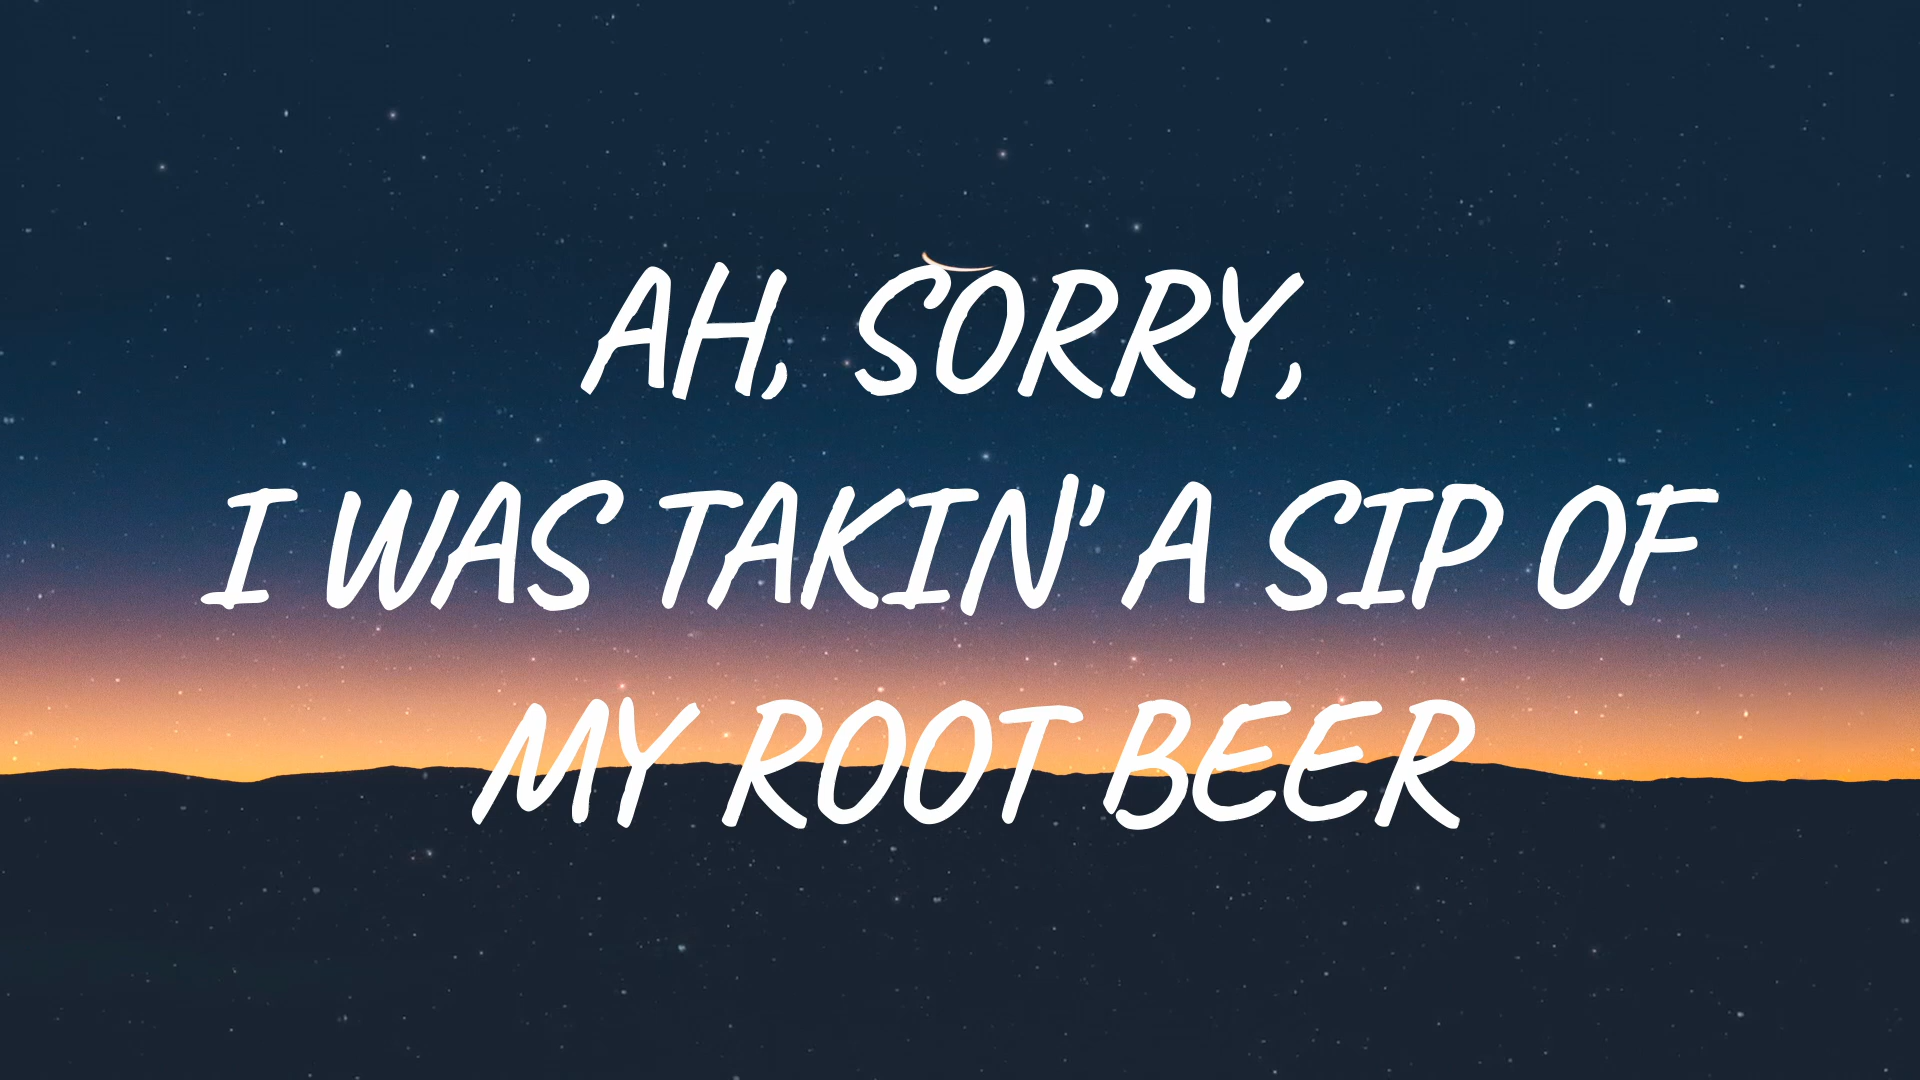 AH, SORRY,
I WAS TAKIN' A SIP OF
MY ROOT BEER